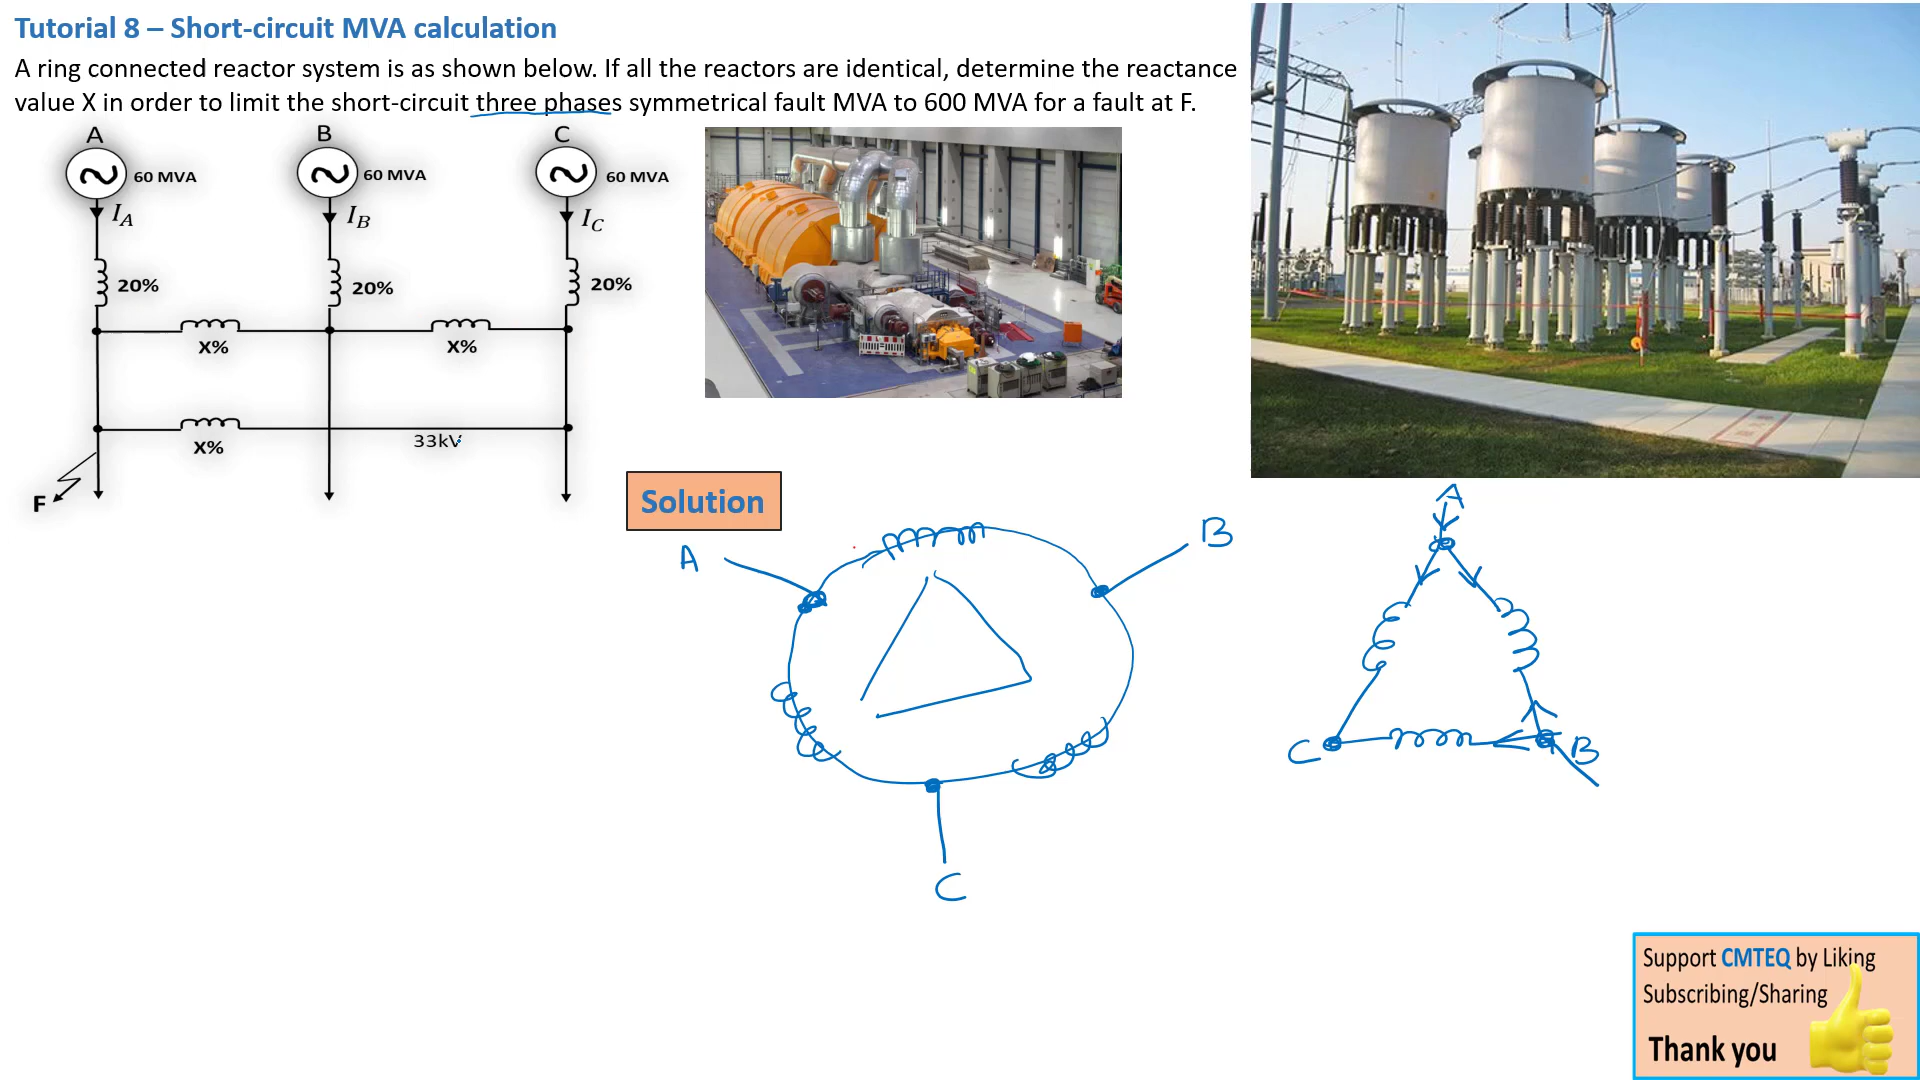 Tutorial 8 – Short-circuit MVA calculation
A ring connected reactor system is as shown below. If all the reactors are identical, determine the reactance
value X in order to limit the short-circuit three phases symmetrical fault MVA to 600 MVA for a fault at F.
A B C
60 MVA 60 MVA 60 MVA
I_A I_B I_C
20% 20% 20%
X% X%
33kV
X%
F
Solution
A B
C
A
C B
Support CMTEQ by Liking
Subscribing/Sharing
Thank you